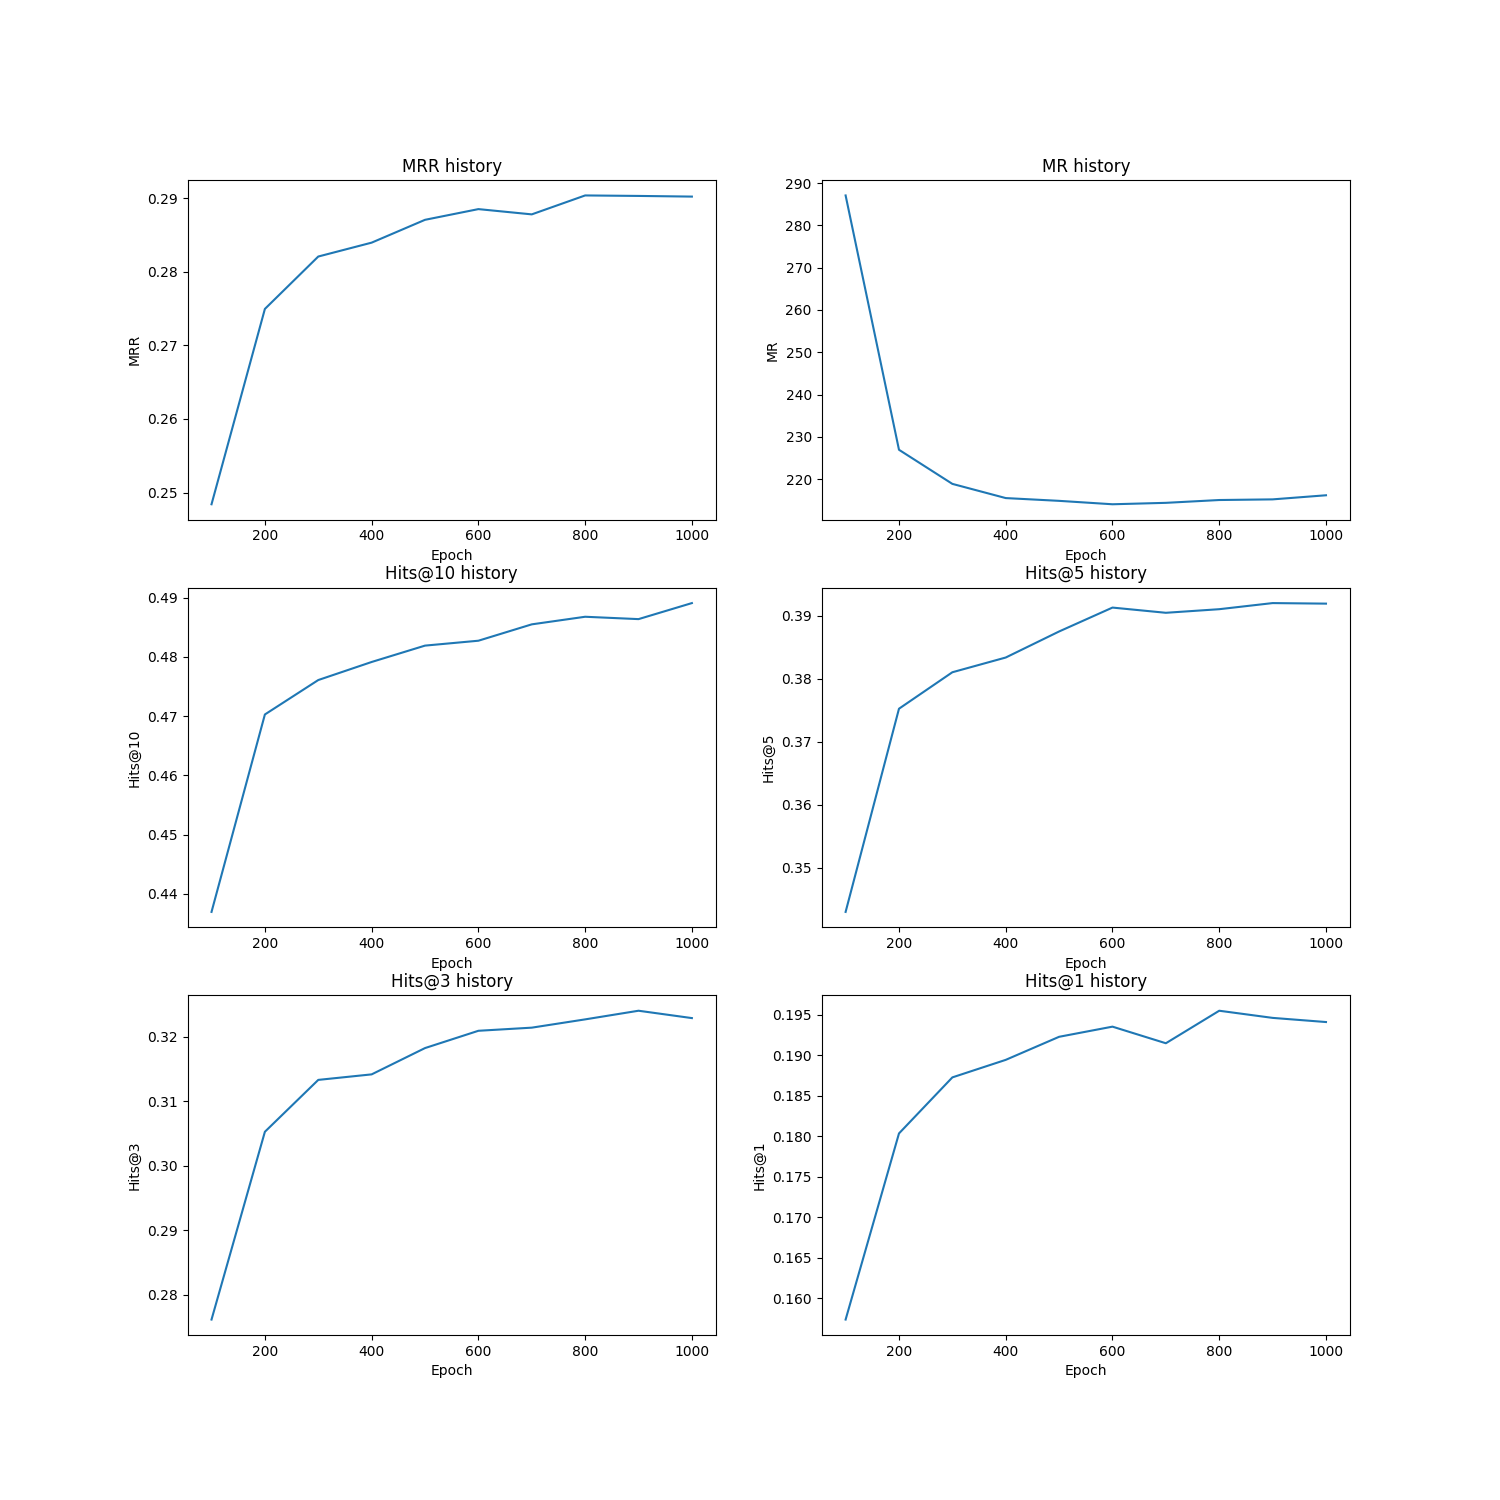 MRR history
0.29
0.28
0.27
0.26
0.25
MRR
200 400 600 800 1000
Epoch
MR history
290
280
270
260
250
240
230
220
MR
200 400 600 800 1000
Epoch
Hits@10 history
0.49
0.48
0.47
0.46
0.45
0.44
Hits@10
200 400 600 800 1000
Epoch
Hits@5 history
0.39
0.38
0.37
0.36
0.35
Hits@5
200 400 600 800 1000
Epoch
Hits@3 history
0.32
0.31
0.30
0.29
0.28
Hits@3
200 400 600 800 1000
Epoch
Hits@1 history
0.195
0.190
0.185
0.180
0.175
0.170
0.165
0.160
Hits@1
200 400 600 800 1000
Epoch